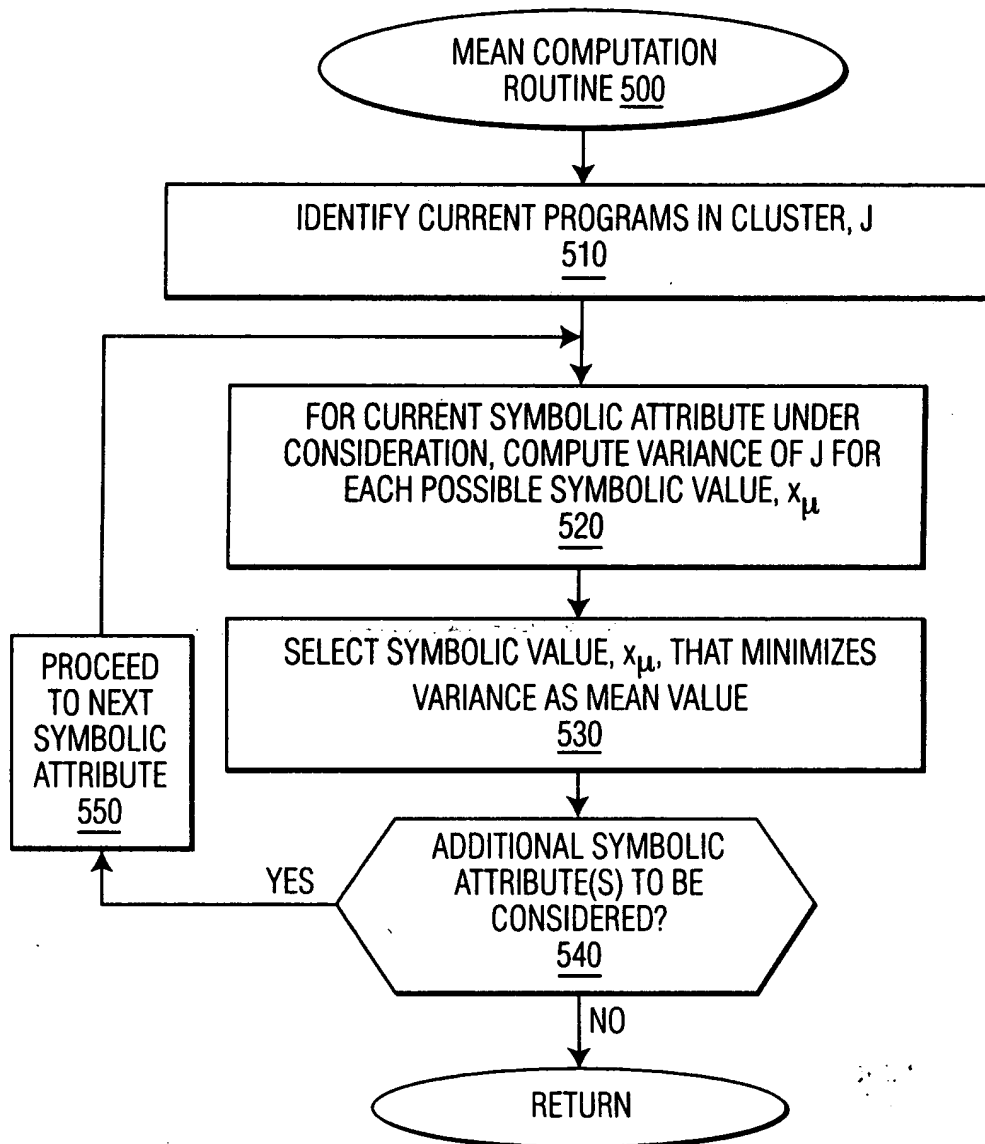 MEAN COMPUTATION
ROUTINE 500
IDENTIFY CURRENT PROGRAMS IN CLUSTER, J
510
FOR CURRENT SYMBOLIC ATTRIBUTE UNDER
CONSIDERATION, COMPUTE VARIANCE OF J FOR
EACH POSSIBLE SYMBOLIC VALUE, xμ
520
SELECT SYMBOLIC VALUE, xμ, THAT MINIMIZES
VARIANCE AS MEAN VALUE
530
PROCEED
TO NEXT
SYMBOLIC
ATTRIBUTE
550
ADDITIONAL SYMBOLIC
ATTRIBUTE(S) TO BE
CONSIDERED?
540
YES
NO
RETURN